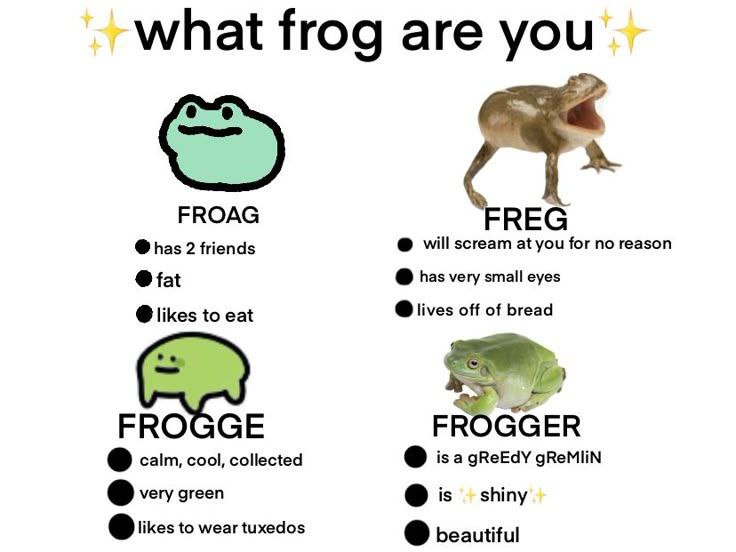 ✨what frog are you✨
FROAG
● has 2 friends
● fat
● likes to eat
FREG
● will scream at you for no reason
● has very small eyes
● lives off of bread
FROGGE
● calm, cool, collected
● very green
● likes to wear tuxedos
FROGGER
● is a gReEdY gReMliN
● is ✨shiny✨
● beautiful